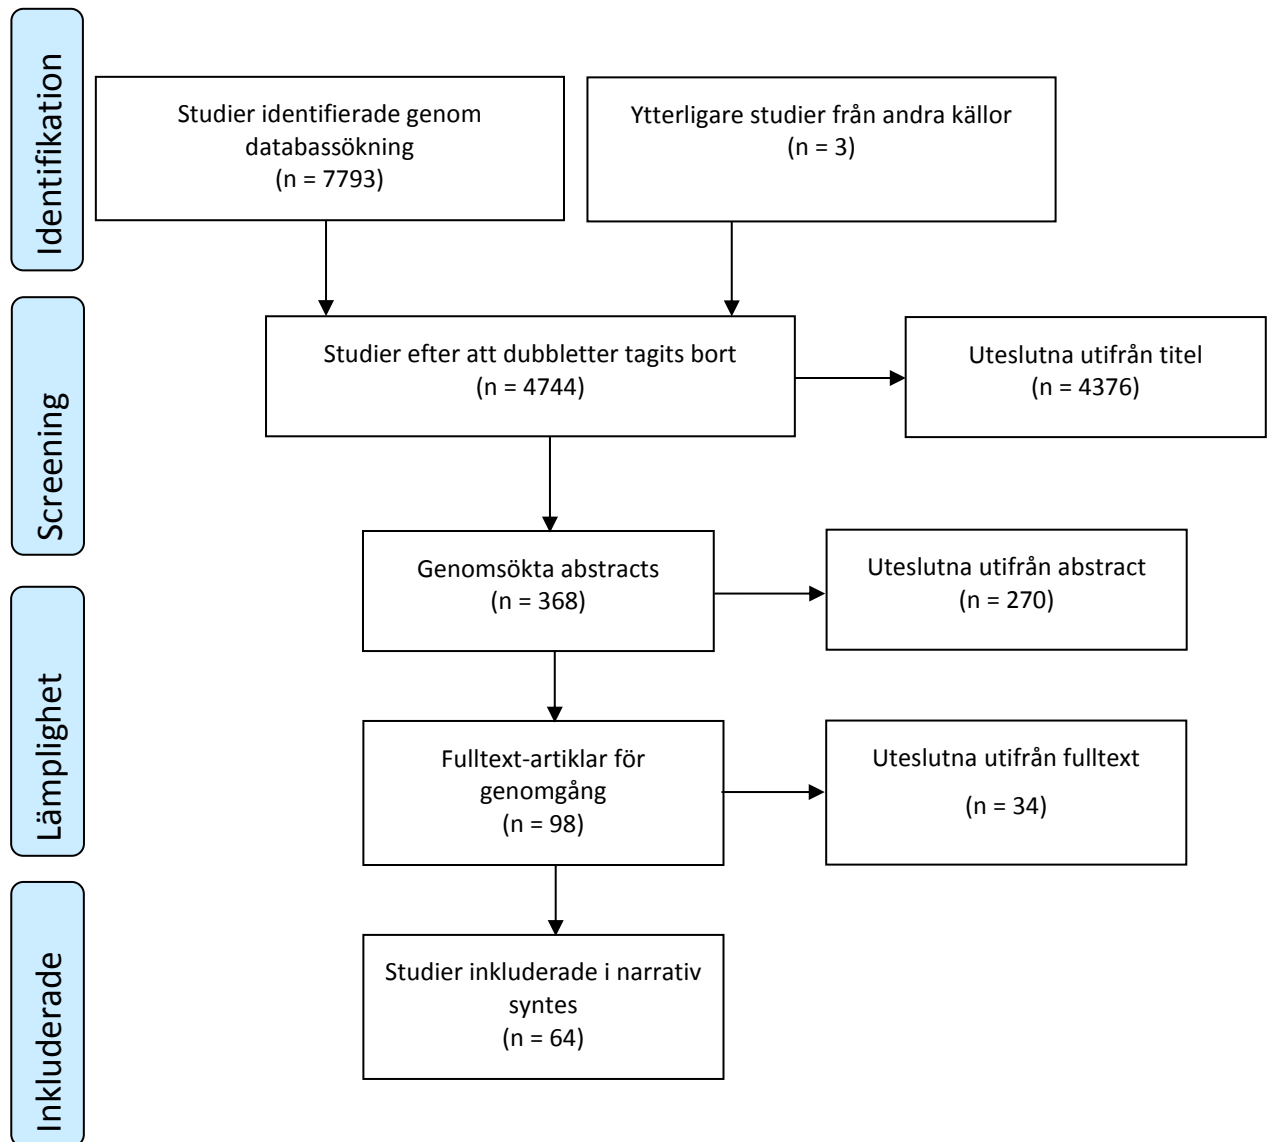 Identifikation
Studier identifierade genom
databassökning
(n = 7793)
Ytterligare studier från andra källor
(n = 3)
Screening
Studier efter att dubbletter tagits bort
(n = 4744)
Uteslutna utifrån titel
(n = 4376)
Genomsökta abstracts
(n = 368)
Uteslutna utifrån abstract
(n = 270)
Lämplighet
Fulltext-artiklar för
genomgång
(n = 98)
Uteslutna utifrån fulltext
(n = 34)
Inkluderade
Studier inkluderade i narrativ
syntes
(n = 64)